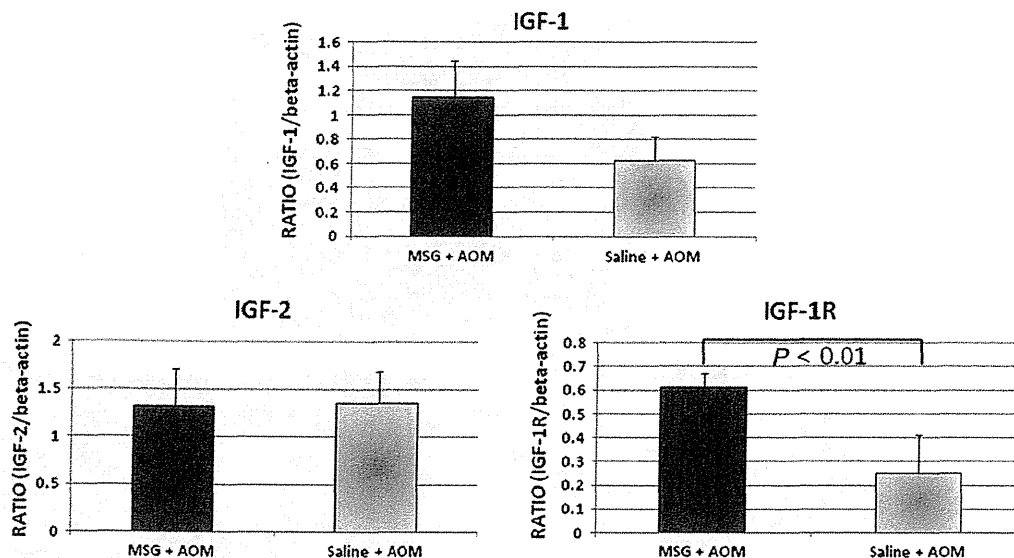 IGF-1
RATIO (IGF-1/beta-actin)
1.6
1.4
1.2
1
0.8
0.6
0.4
0.2
0
MSG + AOM
Saline + AOM
IGF-2
RATIO (IGF-2/beta-actin)
2
1.5
1
0.5
0
MSG + AOM
Saline + AOM
IGF-1R
RATIO (IGF-1R/beta-actin)
0.8
0.7
0.6
0.5
0.4
0.3
0.2
0.1
0
P < 0.01
MSG + AOM
Saline + AOM